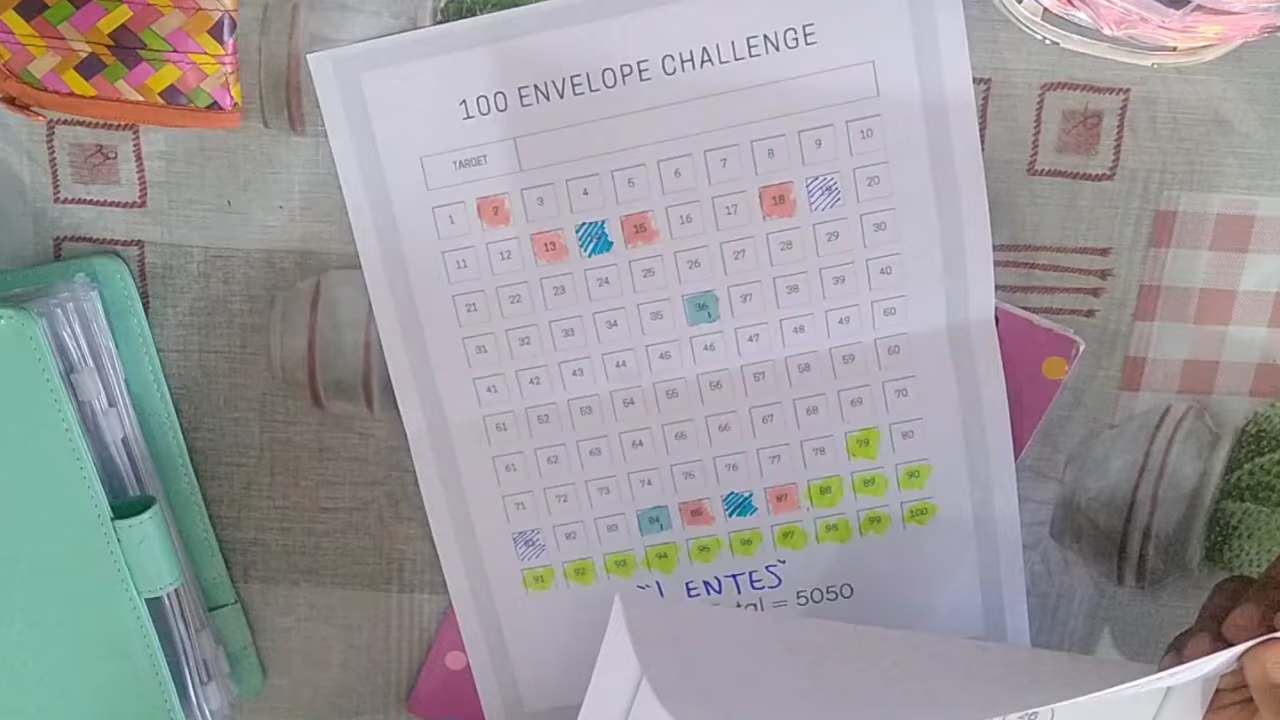 100 ENVELOPE CHALLENGE
TARGET
1 2 3 4 5 6 7 8 9 10
11 12 13 15 16 17 18 19 20
21 22 23 24 25 26 27 28 29 30
31 32 33 34 35 36 37 38 39 40
41 42 43 44 45 46 47 48 49 50
51 52 53 54 55 56 57 58 59 60
61 62 63 64 65 66 67 68 69 70
71 72 73 74 75 76 77 78 79 80
81 82 83 84 85 87 88 89 90
91 92 93 94 95 96 97 98 99 100
ENTES"
= 5050